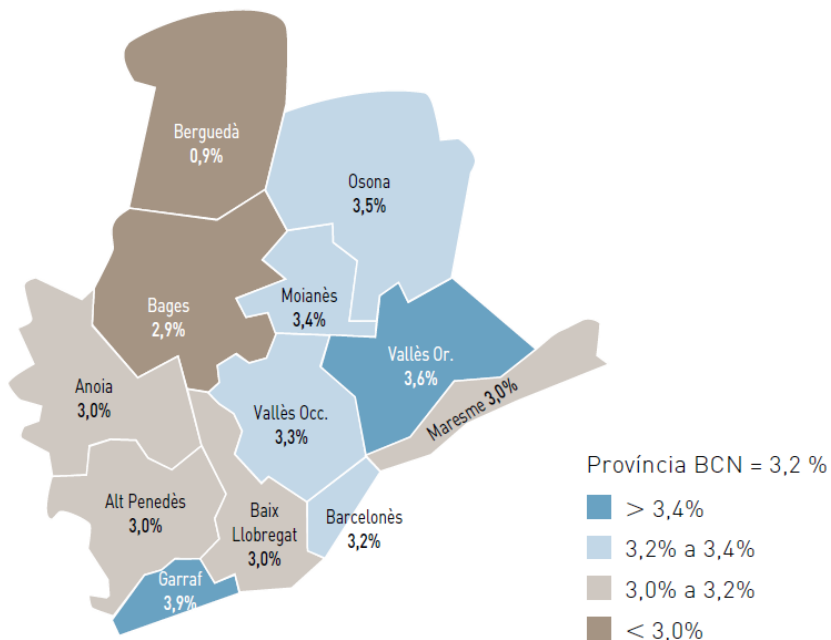 Berguedà
0,9%
Osona
3,5%
Bages
2,9%
Moianès
3,4%
Vallès Or.
3,6%
Anoia
3,0%
Vallès Occ.
3,3%
Maresme 3,0%
Alt Penedès
3,0%
Baix
Llobregat
3,0%
Barcelonès
3,2%
Garraf
3,9%
Província BCN = 3,2 %
> 3,4%
3,2% a 3,4%
3,0% a 3,2%
< 3,0%